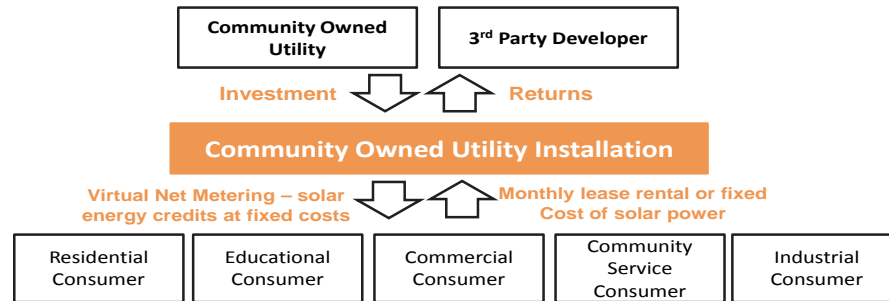 Community Owned
Utility
3rd Party Developer
Investment
Returns
Community Owned Utility Installation
Virtual Net Metering – solar
energy credits at fixed costs
Monthly lease rental or fixed
Cost of solar power
Residential
Consumer
Educational
Consumer
Commercial
Consumer
Community
Service
Consumer
Industrial
Consumer